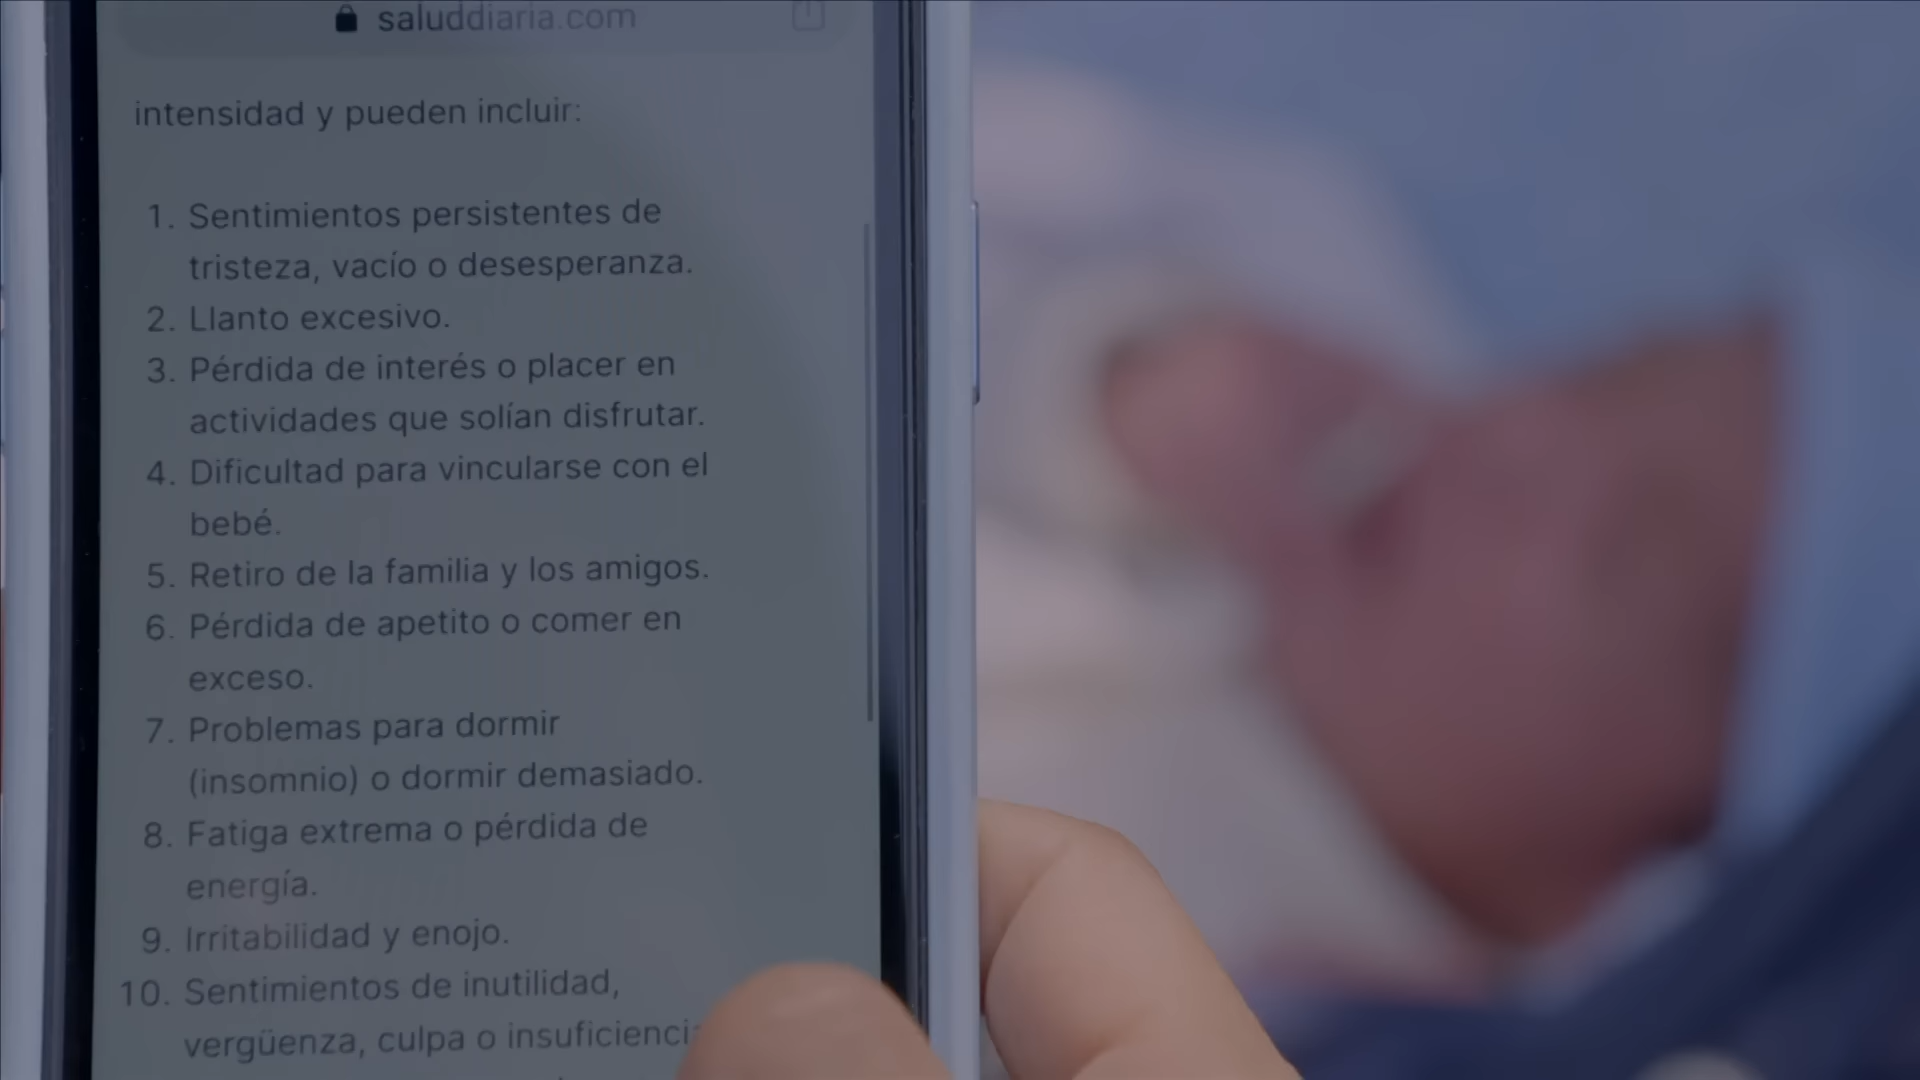 saluddiaria.com
intensidad y pueden incluir:
1. Sentimientos persistentes de
tristeza, vacío o desesperanza.
2. Llanto excesivo.
3. Pérdida de interés o placer en
actividades que solían disfrutar.
4. Dificultad para vincularse con el
bebé.
5. Retiro de la familia y los amigos.
6. Pérdida de apetito o comer en
exceso.
7. Problemas para dormir
(insomnio) o dormir demasiado.
8. Fatiga extrema o pérdida de
energía.
9. Irritabilidad y enojo.
10. Sentimientos de inutilidad,
vergüenza, culpa o